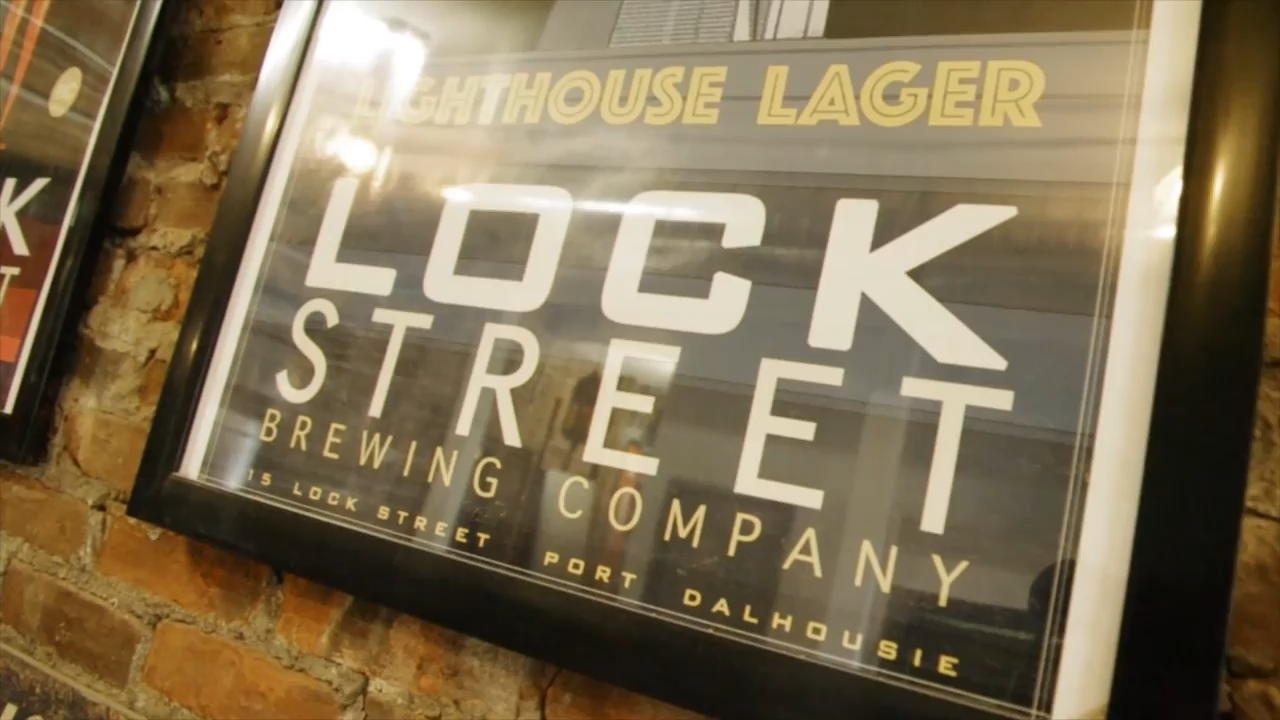 LIGHTHOUSE LAGER
LOCK
STREET
BREWING COMPANY
15 LOCK STREET PORT DALHOUSIE